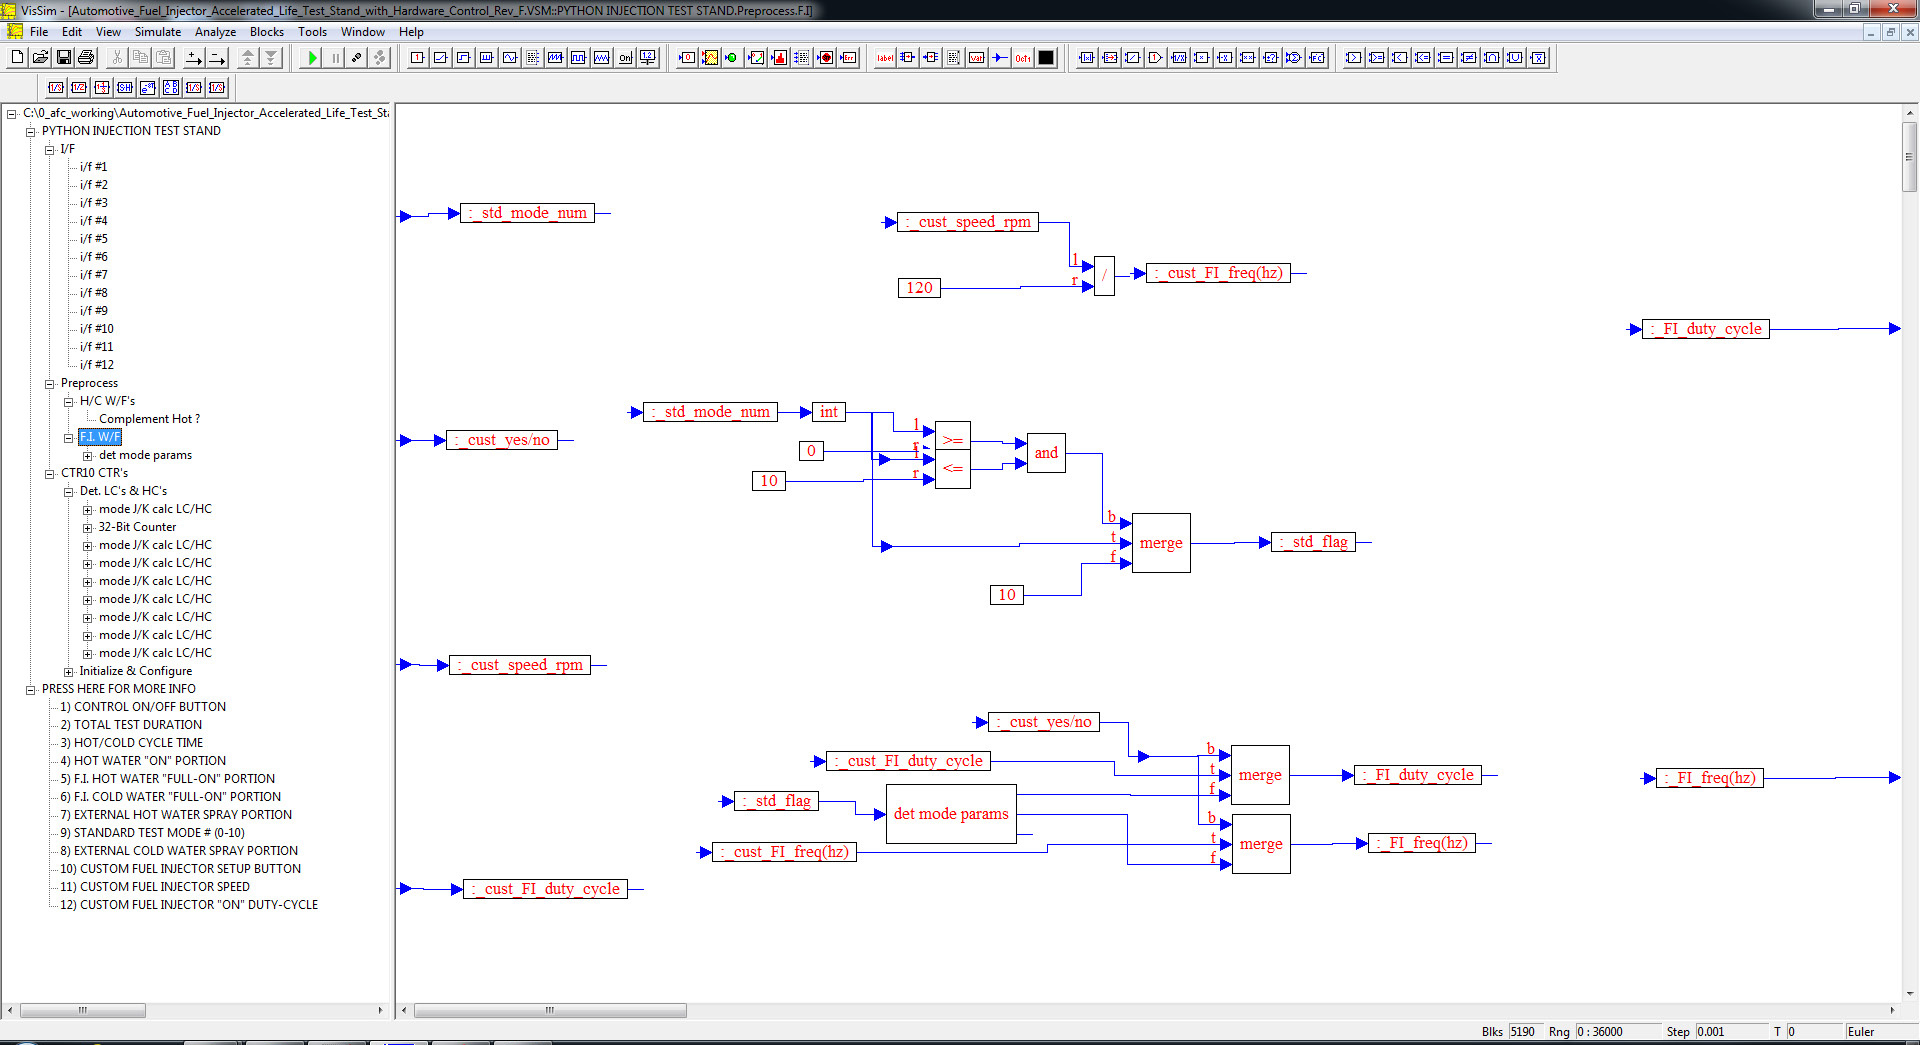 VisSim - [Automotive_Fuel_Injector_Accelerated_Life_Test_Stand_with_Hardware_Control_Rev_F.VSM::PYTHON INJECTION TEST STAND.Preprocess.F.I]
File Edit View Simulate Analyze Blocks Tools Window Help
C:\0_afc_working\Automotive_Fuel_Injector_Accelerated_Life_Test_Sta
PYTHON INJECTION TEST STAND
I/F
i/f #1
i/f #2
i/f #3
i/f #4
i/f #5
i/f #6
i/f #7
i/f #8
i/f #9
i/f #10
i/f #11
i/f #12
Preprocess
H/C W/F's
Complement Hot ?
F.I. W/F
det mode params
CTR10 CTR's
Det. LC's & HC's
mode J/K calc LC/HC
32-Bit Counter
mode J/K calc LC/HC
mode J/K calc LC/HC
mode J/K calc LC/HC
mode J/K calc LC/HC
mode J/K calc LC/HC
mode J/K calc LC/HC
mode J/K calc LC/HC
Initialize & Configure
PRESS HERE FOR MORE INFO
1) CONTROL ON/OFF BUTTON
2) TOTAL TEST DURATION
3) HOT/COLD CYCLE TIME
4) HOT WATER "ON" PORTION
5) F.I. HOT WATER "FULL-ON" PORTION
6) F.I. COLD WATER "FULL-ON" PORTION
7) EXTERNAL HOT WATER SPRAY PORTION
9) STANDARD TEST MODE # (0-10)
8) EXTERNAL COLD WATER SPRAY PORTION
10) CUSTOM FUEL INJECTOR SETUP BUTTON
11) CUSTOM FUEL INJECTOR SPEED
12) CUSTOM FUEL INJECTOR "ON" DUTY-CYCLE
:_std_mode_num
:_cust_speed_rpm
l
r
/
120
:_cust_FI_freq(hz)
:_FI_duty_cycle
:_std_mode_num
int
:_cust_yes/no
0
10
l
r
l
r
>=
<=
and
b
t
f
merge
:_std_flag
10
:_cust_speed_rpm
:_cust_yes/no
:_cust_FI_duty_cycle
b
t
f
merge
:_FI_duty_cycle
:_FI_freq(hz)
:_std_flag
det mode params
b
t
f
merge
:_FI_freq(hz)
:_cust_FI_freq(hz)
:_cust_FI_duty_cycle
Blks 5190 Rng 0 : 36000 Step 0.001 T 0 Euler